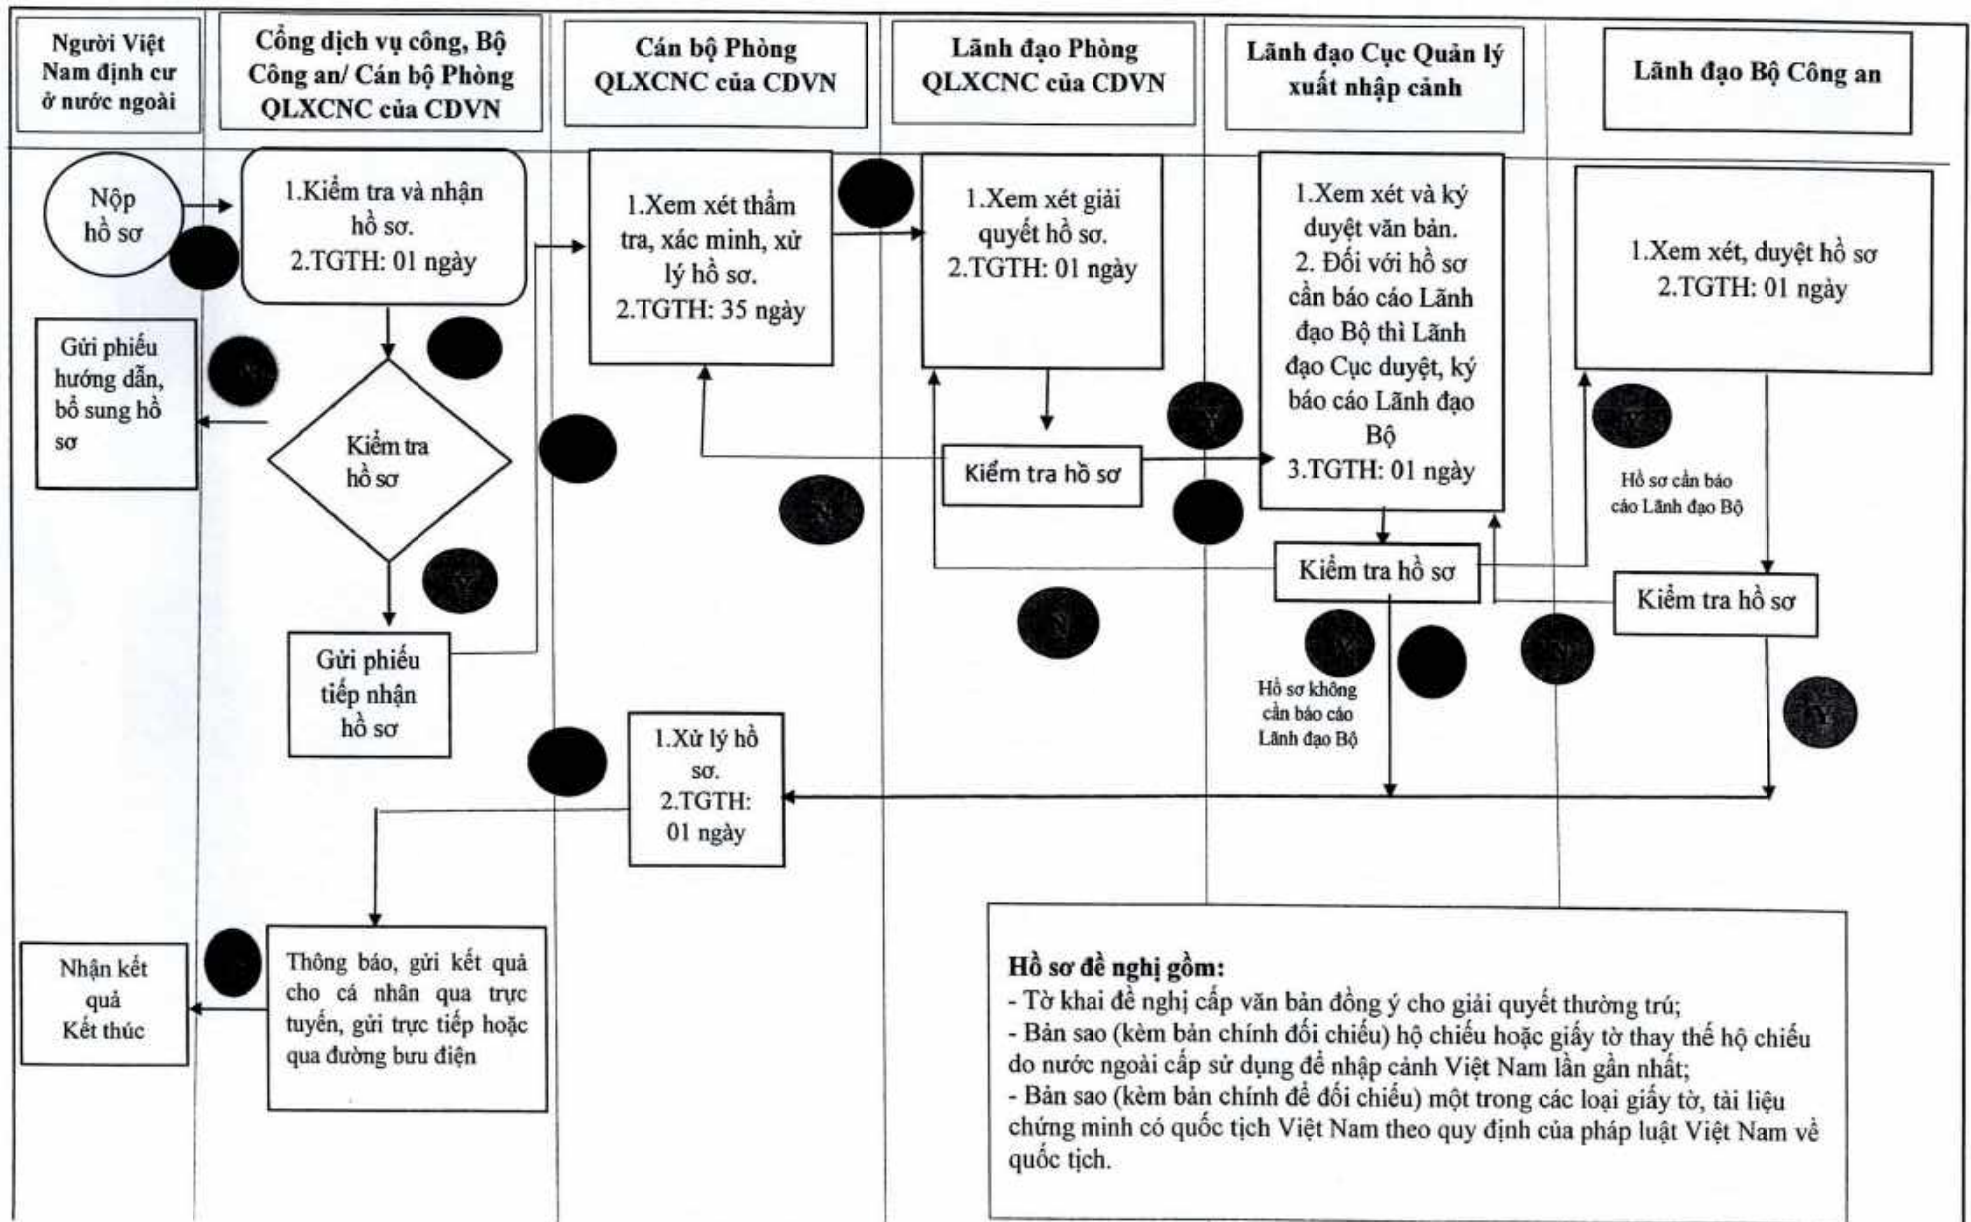 Người Việt
Nam định cư
ở nước ngoài
Cổng dịch vụ công, Bộ
Công an/ Cán bộ Phòng
QLXCNC của CDVN
Cán bộ Phòng
QLXCNC của CDVN
Lãnh đạo Phòng
QLXCNC của CDVN
Lãnh đạo Cục Quản lý
xuất nhập cảnh
Lãnh đạo Bộ Công an
Nộp
hồ sơ
1.Kiểm tra và nhận
hồ sơ.
2.TGTH: 01 ngày
1.Xem xét thẩm
tra, xác minh, xử
lý hồ sơ.
2.TGTH: 35 ngày
1.Xem xét giải
quyết hồ sơ.
2.TGTH: 01 ngày
1.Xem xét và ký
duyệt văn bản.
2. Đối với hồ sơ
cần báo cáo Lãnh
đạo Bộ thì Lãnh
đạo Cục duyệt, ký
báo cáo Lãnh đạo
Bộ
3.TGTH: 01 ngày
1.Xem xét, duyệt hồ sơ
2.TGTH: 01 ngày
Gửi phiếu
hướng dẫn,
bổ sung hồ
sơ
Kiểm tra
hồ sơ
Kiểm tra hồ sơ
Y
N
Y
Hồ sơ cần báo
cáo Lãnh đạo Bộ
Y
Kiểm tra hồ sơ
Kiểm tra hồ sơ
N
Gửi phiếu
tiếp nhận
hồ sơ
Hồ sơ không
cần báo cáo
Lãnh đạo Bộ
Y
1.Xử lý hồ
sơ.
2.TGTH:
01 ngày
Nhận kết
quả
Kết thúc
Thông báo, gửi kết quả
cho cá nhân qua trực
tuyến, gửi trực tiếp hoặc
qua đường bưu điện
Hồ sơ đề nghị gồm:
- Tờ khai đề nghị cấp văn bản đồng ý cho giải quyết thường trú;
- Bản sao (kèm bản chính đối chiếu) hộ chiếu hoặc giấy tờ thay thế hộ chiếu
do nước ngoài cấp sử dụng để nhập cảnh Việt Nam lần gần nhất;
- Bản sao (kèm bản chính để đối chiếu) một trong các loại giấy tờ, tài liệu
chứng minh có quốc tịch Việt Nam theo quy định của pháp luật Việt Nam về
quốc tịch.